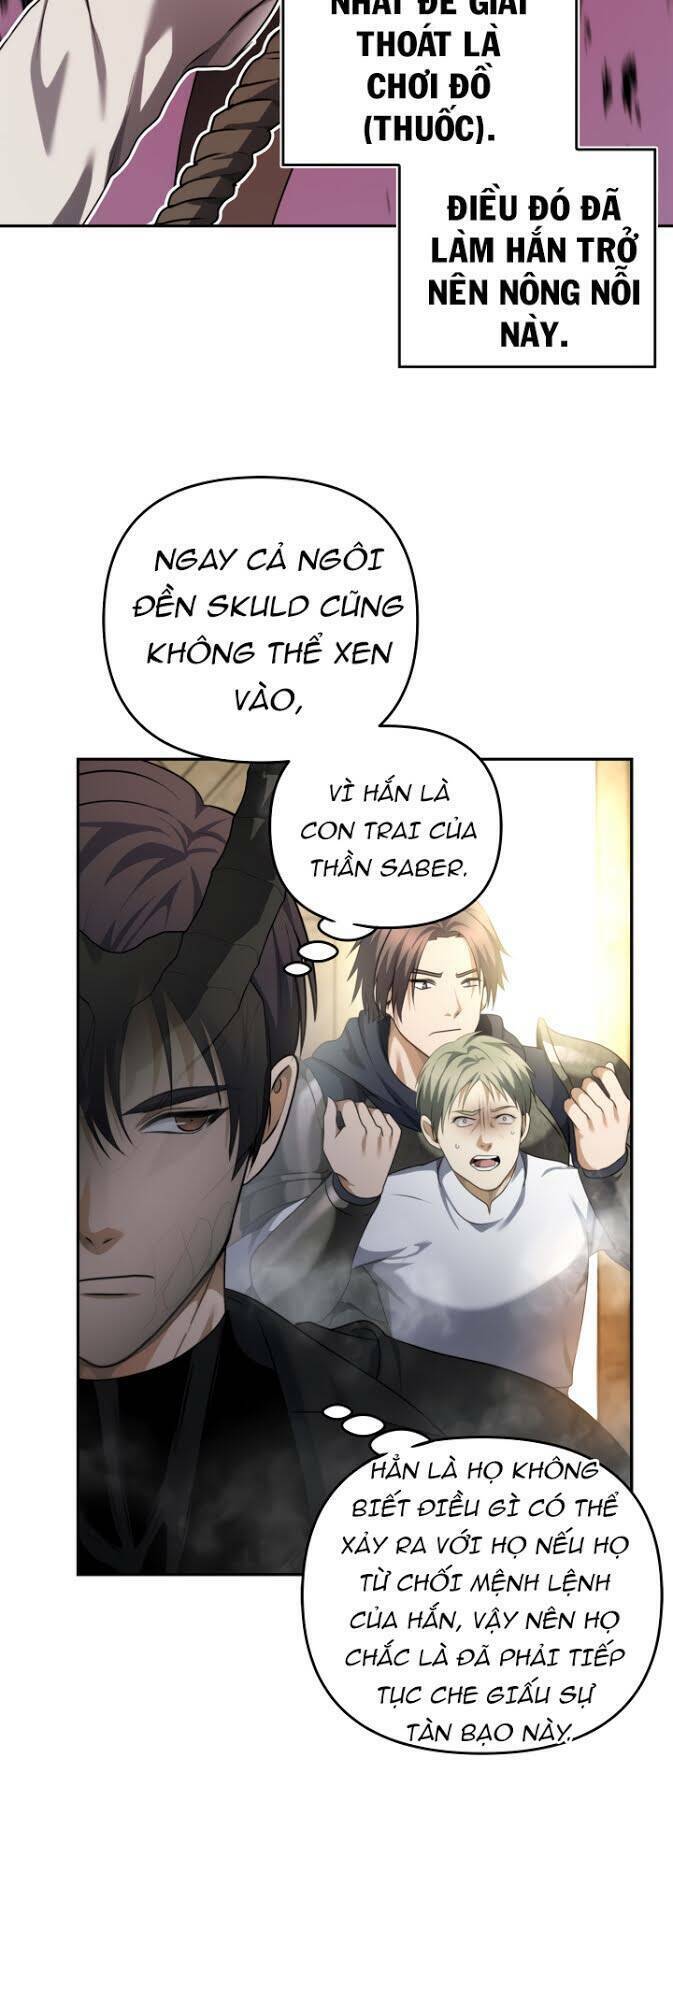 NHẤT ĐỂ GIẢI
THOÁT LÀ
CHƠI ĐỒ
(THUỐC).
ĐIỀU ĐÓ ĐÃ
LÀM HẮN TRỞ
NÊN NÔNG NỖI
NÀY.
NGAY CẢ NGÔI
ĐỀN SKULD CŨNG
KHÔNG THỂ XEN
VÀO,
VÌ HẮN LÀ
CON TRAI CỦA
THẦN SABER.
HẲN LÀ HỌ KHÔNG
BIẾT ĐIỀU GÌ CÓ THỂ
XẢY RA VỚI HỌ NẾU HỌ
TỪ CHỐI MỆNH LỆNH
CỦA HẮN, VẬY NÊN HỌ
CHẮC LÀ ĐÃ PHẢI TIẾP
TỤC CHE GIẤU SỰ
TÀN BẠO NÀY.